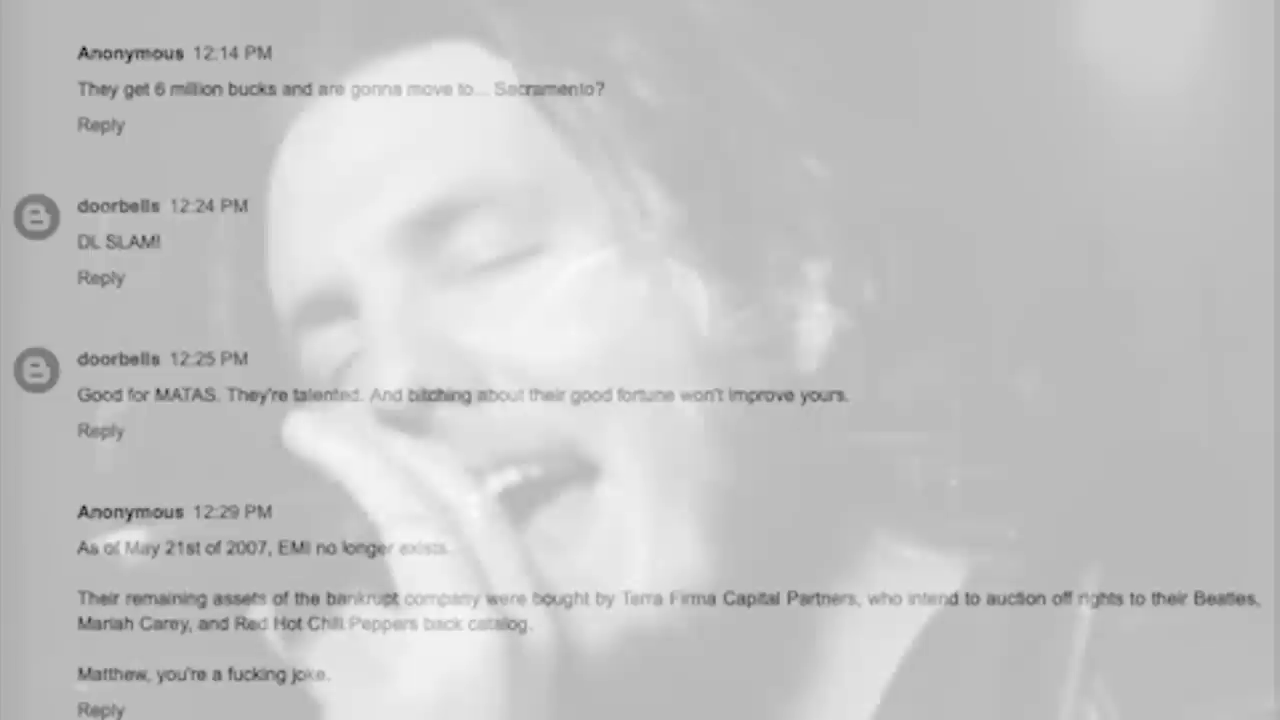 Anonymous 12:14 PM
They get 6 million bucks and are gonna move to... Sacramento?
Reply
doorbells 12:24 PM
DL SLAM!
Reply
doorbells 12:25 PM
Good for MATAS. They're talented. And bitching about their good fortune won't improve yours.
Reply
Anonymous 12:29 PM
As of May 21st of 2007, EMI no longer exists.
Their remaining assets of the bankrupt company were bought by Terra Firma Capital Partners, who intend to auction off rights to their Beatles,
Mariah Carey, and Red Hot Chili Peppers back catalog.
Matthew, you're a fucking joke.
Reply